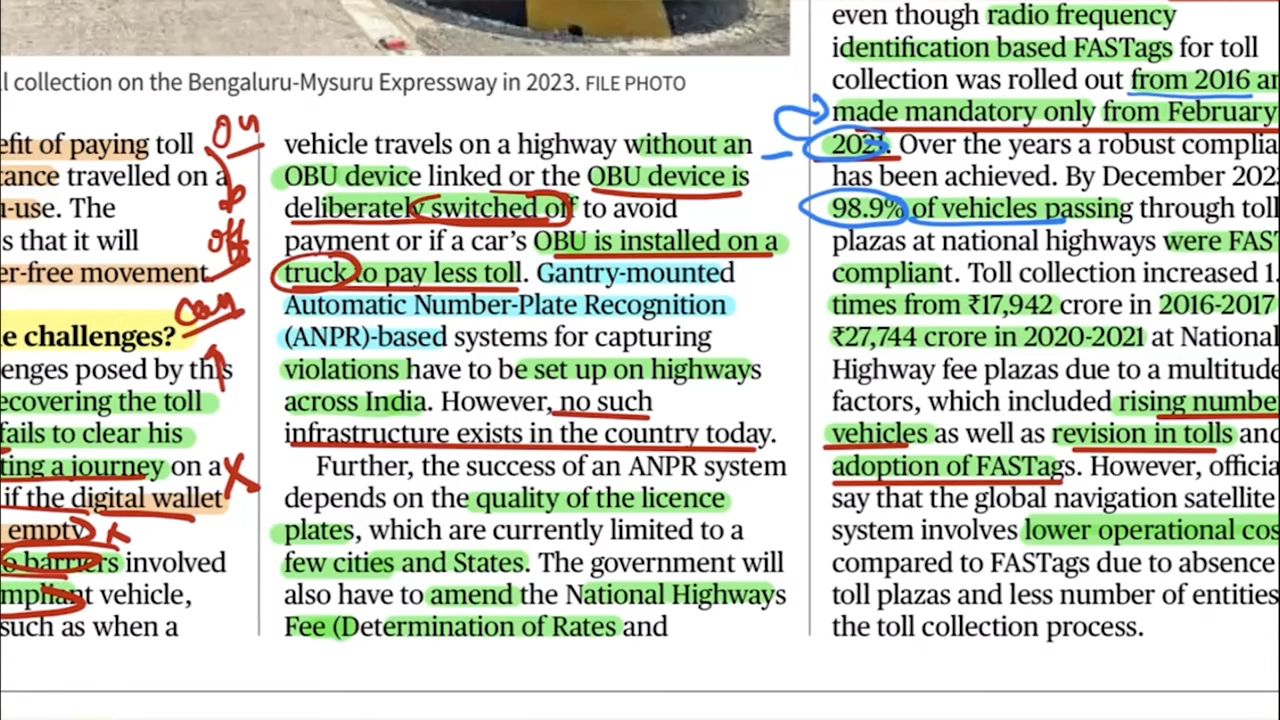 l collection on the Bengaluru-Mysuru Expressway in 2023. FILE PHOTO
efit of paying toll
tance travelled on a
n-use. The
s that it will
er-free movement
e challenges?
enges posed by this
ecovering the toll
fails to clear his
ting a journey on a
if the digital wallet
empty
o barriers involved
mpliant vehicle,
such as when a
on
off
car
vehicle travels on a highway without an
OBU device linked or the OBU device is
deliberately switched off to avoid
payment or if a car's OBU is installed on a
truck to pay less toll. Gantry-mounted
Automatic Number-Plate Recognition
(ANPR)-based systems for capturing
violations have to be set up on highways
across India. However, no such
infrastructure exists in the country today.
Further, the success of an ANPR system
depends on the quality of the licence
plates, which are currently limited to a
few cities and States. The government will
also have to amend the National Highways
Fee (Determination of Rates and
even though radio frequency
identification based FASTags for toll
collection was rolled out from 2016 an
made mandatory only from February
2021. Over the years a robust complia
has been achieved. By December 202
98.9% of vehicles passing through toll
plazas at national highways were FAST
compliant. Toll collection increased 1.
times from ₹17,942 crore in 2016-2017
₹27,744 crore in 2020-2021 at National
Highway fee plazas due to a multitude
factors, which included rising numbe
vehicles as well as revision in tolls and
adoption of FASTags. However, officia
say that the global navigation satellite
system involves lower operational cos
compared to FASTags due to absence
toll plazas and less number of entities
the toll collection process.